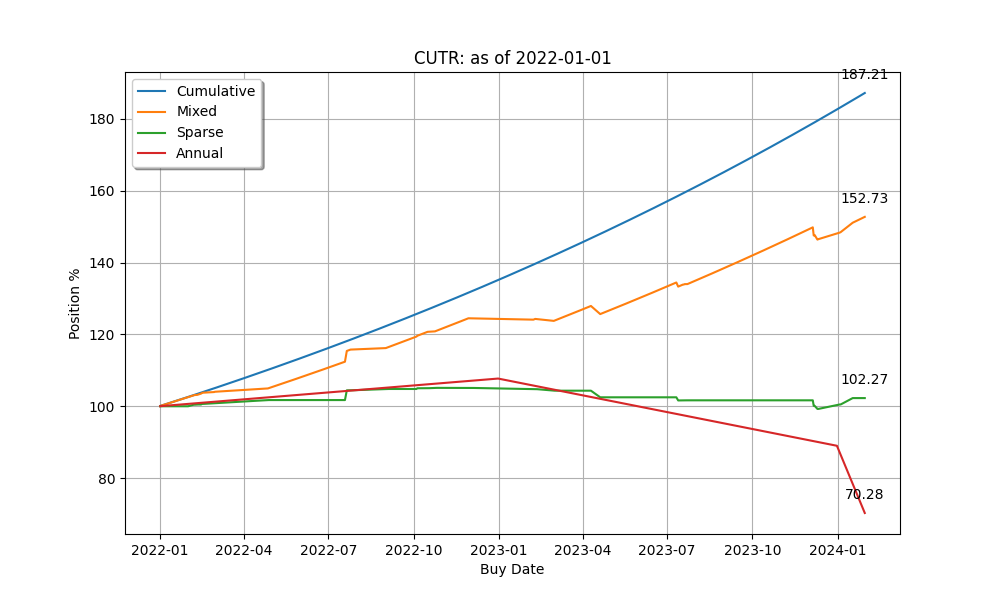 CUTR: as of 2022-01-01
187.21
Cumulative
Mixed
Sparse
Annual
180
160
152.73
140
120
102.27
100
80
70.28
Position %
2022-01 2022-04 2022-07 2022-10 2023-01 2023-04 2023-07 2023-10 2024-01
Buy Date